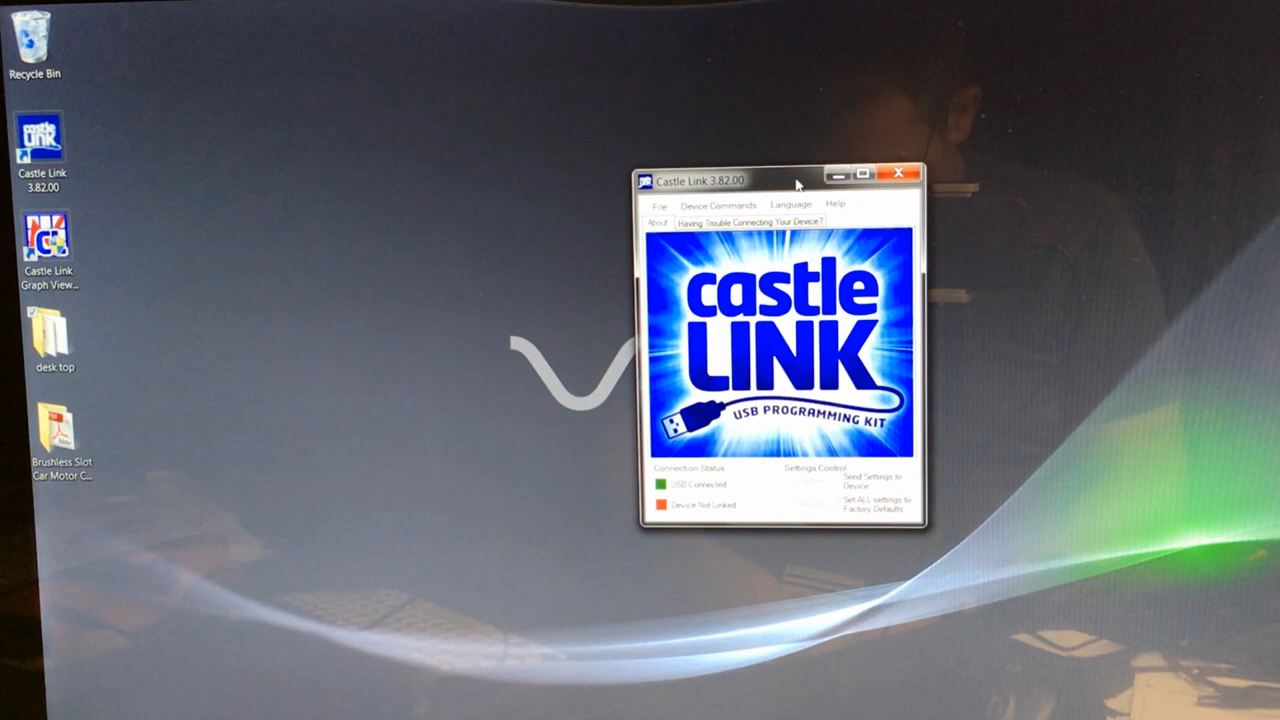 Recycle Bin
Castle Link
3.82.00
Castle Link
Graph View...
desk top
Brushless Slot
Car Motor C...
Castle Link 3.82.00
File Device Commands Language Help
About Having Trouble Connecting Your Device?
castle
LINK
USB PROGRAMMING KIT
Connection Status
USB Connected
Device Not Linked
Settings Control
Send Settings to
Device
Set ALL settings to
Factory Defaults